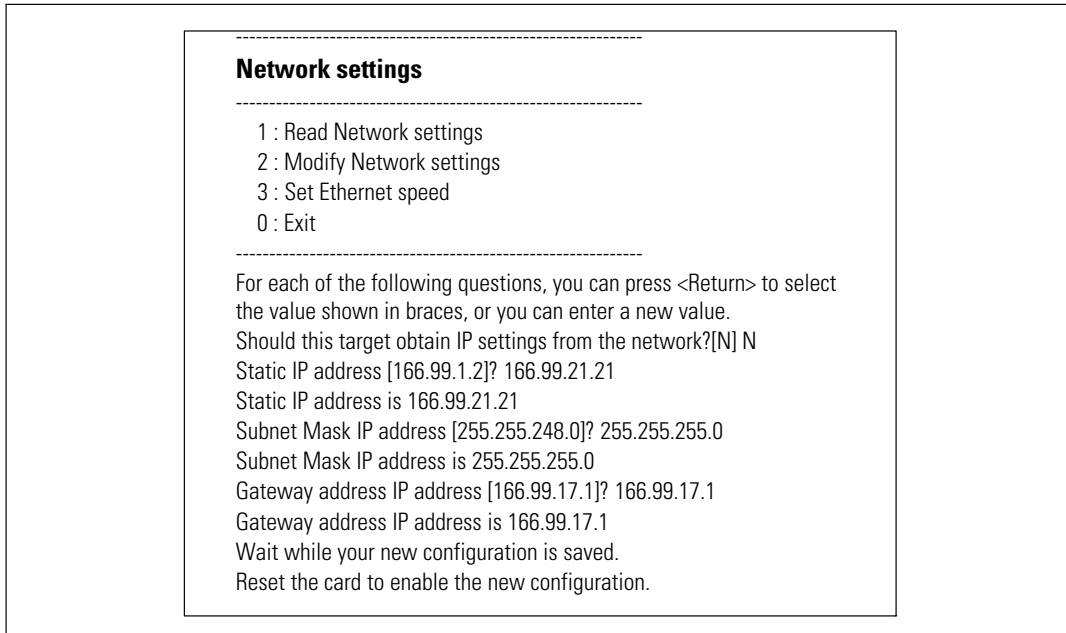 -------------------------------------------------------------
Network settings
-------------------------------------------------------------
1 : Read Network settings
2 : Modify Network settings
3 : Set Ethernet speed
0 : Exit
-------------------------------------------------------------
For each of the following questions, you can press <Return> to select
the value shown in braces, or you can enter a new value.
Should this target obtain IP settings from the network?[N] N
Static IP address [166.99.1.2]? 166.99.21.21
Static IP address is 166.99.21.21
Subnet Mask IP address [255.255.248.0]? 255.255.255.0
Subnet Mask IP address is 255.255.255.0
Gateway address IP address [166.99.17.1]? 166.99.17.1
Gateway address IP address is 166.99.17.1
Wait while your new configuration is saved.
Reset the card to enable the new configuration.